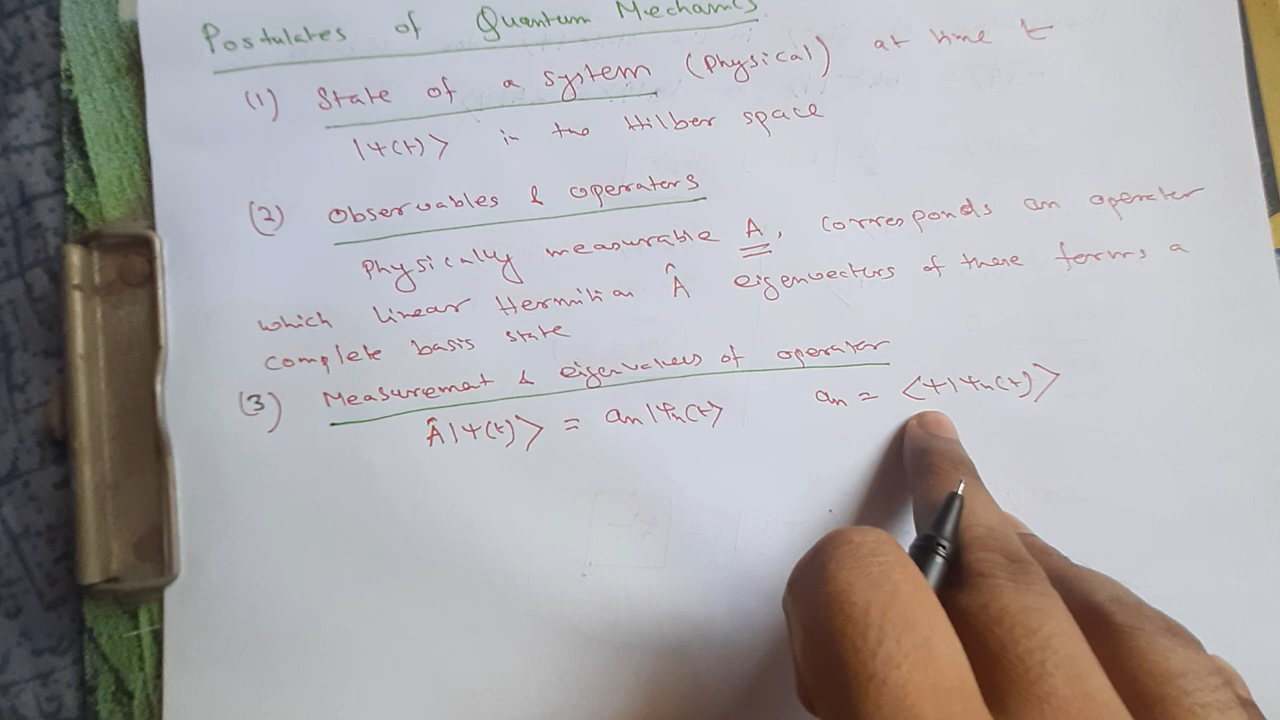 Postulates of Quantum Mechanics
(1) State of a system (physical) at time t
|ψ(t)> in the Hilber space
(2) Observables & operators
Physically measurable A, corresponds an operator
which linear Hermitian Â eigenvectors of these forms a
complete basis state
(3) Measuremat & eigenvalues of operator
Â|ψ(t)> = an|ψn(t)> an = <ψ|ψn(t)>